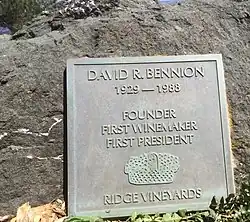 DAVID R. BENNION
1929 — 1988
FOUNDER
FIRST WINEMAKER
FIRST PRESIDENT
RIDGE VINEYARDS